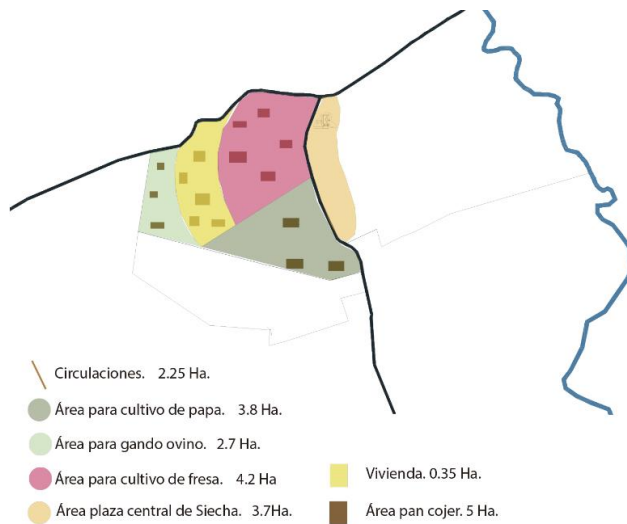 Circulaciones. 2.25 Ha.
Área para cultivo de papa. 3.8 Ha.
Área para gando ovino. 2.7 Ha.
Área para cultivo de fresa. 4.2 Ha
Área plaza central de Siecha. 3.7Ha.
Vivienda. 0.35 Ha.
Área pan cojer. 5 Ha.